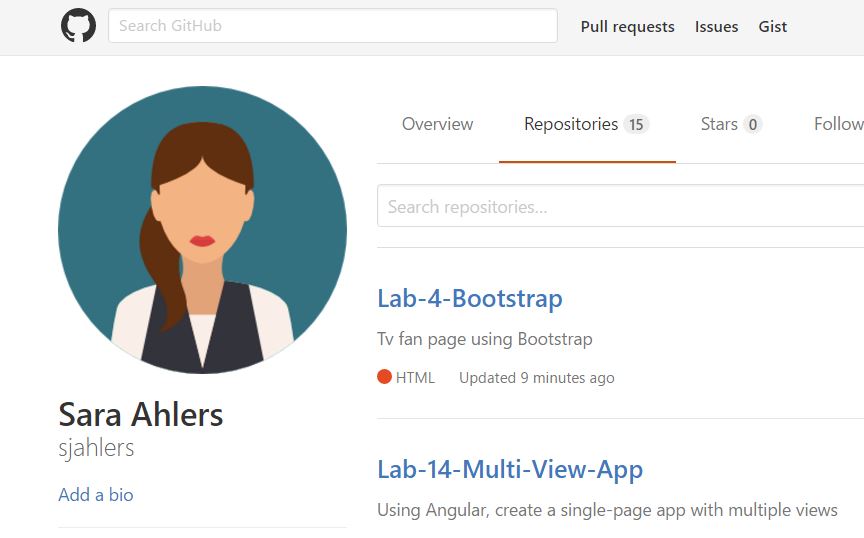 Search GitHub
Pull requests Issues Gist
Overview Repositories 15 Stars 0 Follow
Search repositories...
Lab-4-Bootstrap
Tv fan page using Bootstrap
HTML Updated 9 minutes ago
Sara Ahlers
sjahlers
Add a bio
Lab-14-Multi-View-App
Using Angular, create a single-page app with multiple views